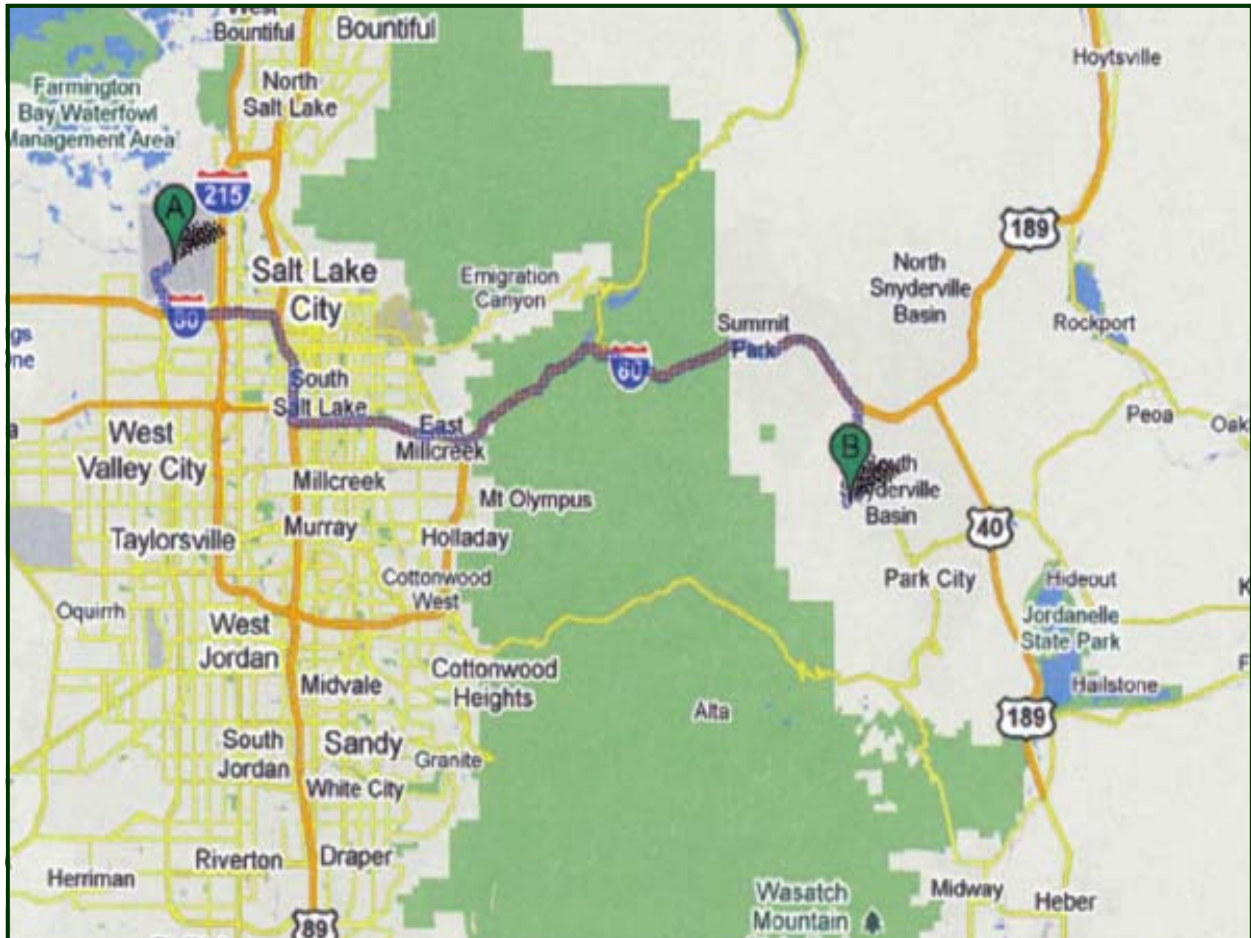 West
Bountiful
Bountiful
Hoytsville
Farmington
Bay Waterfowl
Management Area
North
Salt Lake
215
A
189
Salt Lake
City
Emigration
Canyon
North
Snyderville
Basin
Summit
Park
Rockport
60
South
Salt Lake
Peoa
West
Valley City
East
Millcreek
B
Millcreek
Mt Olympus
Basin
Murray
Taylorsville
Holladay
40
Cottonwood
West
Park City
Hideout
Oquirrh
Jordanelle
State Park
West
Jordan
Cottonwood
Heights
Midvale
Hailstone
Alta
189
South
Jordan
Sandy
Granite
White City
Riverton
Draper
Herriman
Wasatch
Mountain
Midway
Heber
89